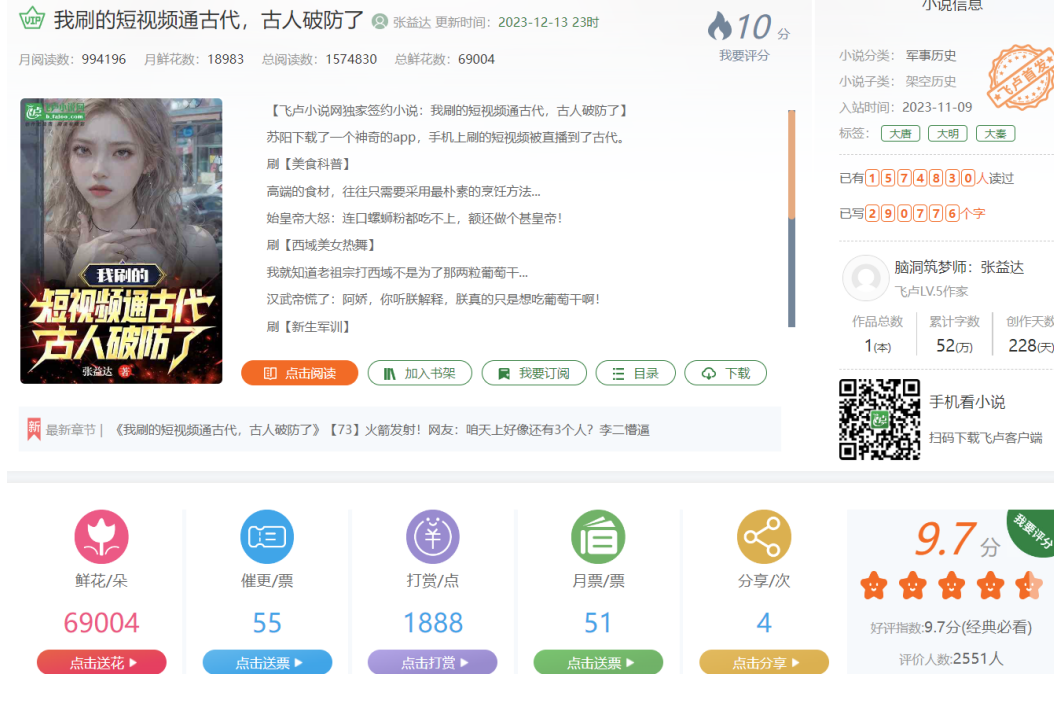 VIP 我刷的短视频通古代，古人破防了 张益达 更新时间：2023-12-13 23时
月阅读数：994196 月鲜花数：18983 总阅读数：1574830 总鲜花数：69004
10 分
我要评分
飞卢小说网
b.faloo.com
我刷的
短视频通古代
古人破防了
张益达 著
【飞卢小说网独家签约小说：我刷的短视频通古代，古人破防了】
苏阳下载了一个神奇的app，手机上刷的短视频被直播到了古代。
刷【美食科普】
高端的食材，往往只需要采用最朴素的烹饪方法...
始皇帝大怒：连口螺蛳粉都吃不上，额还做个甚皇帝！
刷【西域美女热舞】
我就知道老祖宗打西域不是为了那两粒葡萄干...
汉武帝慌了：阿娇，你听朕解释，朕真的只是想吃葡萄干啊！
刷【新生军训】
点击阅读 加入书架 我要订阅 目录 下载
新 最新章节 | 《我刷的短视频通古代，古人破防了》【73】火箭发射！网友：咱天上好像还有3个人？李二懵逼
小说信息
小说分类： 军事历史
小说子类： 架空历史
入站时间：2023-11-09
标签： 大唐 大明 大秦
飞卢首发
已有1574830人读过
已写290776个字
脑洞筑梦师：张益达
飞卢LV.5作家
作品总数 累计字数 创作天数
1(本) 52(万) 228(天)
手机看小说
扫码下载飞卢客户端
鲜花/朵 催更/票 打赏/点 月票/票 分享/次
69004 55 1888 51 4
点击送花 点击送票 点击打赏 点击送票 点击分享
9.7 分
我要评分
好评指数:9.7分(经典必看)
评价人数:2551人